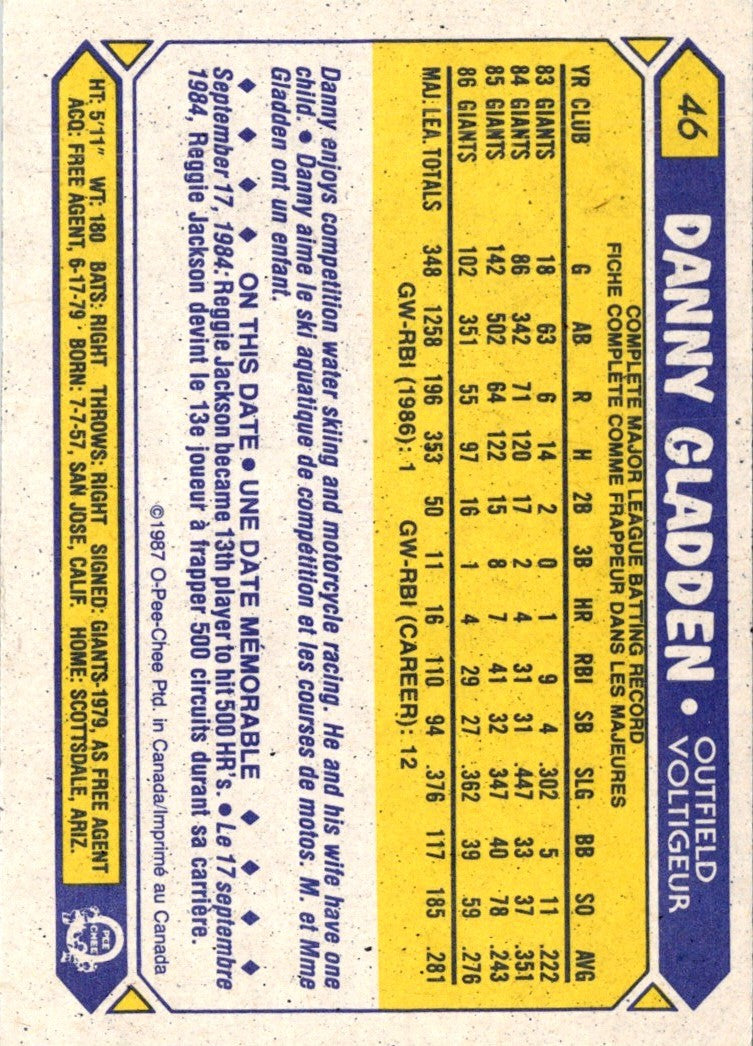 46 DANNY GLADDEN • OUTFIELD
VOLTIGEUR
COMPLETE MAJOR LEAGUE BATTING RECORD
FICHE COMPLÈTE COMME FRAPPEUR DANS LES MAJEURES
YR CLUB G AB R H 2B 3B HR RBI SB SLG BB SO AVG
83 GIANTS 18 63 6 14 2 0 1 9 4 .302 5 11 .222
84 GIANTS 86 342 71 120 17 2 4 31 31 .447 33 37 .351
85 GIANTS 142 502 64 122 15 8 7 41 32 .347 40 78 .243
86 GIANTS 102 351 55 97 16 1 4 29 27 .362 39 59 .276
MAJ. LEA. TOTALS 348 1258 196 353 50 11 16 110 94 .376 117 185 .281
GW-RBI (1986): 1 GW-RBI (CAREER): 12
Danny enjoys competition water skiing and motorcycle racing. He and his wife have one
child. • Danny aime le ski aquatique de compétition et les courses de motos. M. et Mme
Gladden ont un enfant.
♦ ♦ ♦ ♦ ON THIS DATE • UNE DATE MÉMORABLE ♦ ♦ ♦ ♦
September 17, 1984: Reggie Jackson became 13th player to hit 500 HR's. • Le 17 septembre
1984, Reggie Jackson devint le 13e joueur à frapper 500 circuits durant sa carrière.
©1987 O-Pee-Chee Ptd. in Canada/Imprimé au Canada
HT: 5'11" WT: 180 BATS: RIGHT THROWS: RIGHT SIGNED: GIANTS-1979, AS FREE AGENT
ACQ: FREE AGENT, 6-17-79 BORN: 7-7-57, SAN JOSE, CALIF. HOME: SCOTTSDALE, ARIZ.
O PEE CHEE